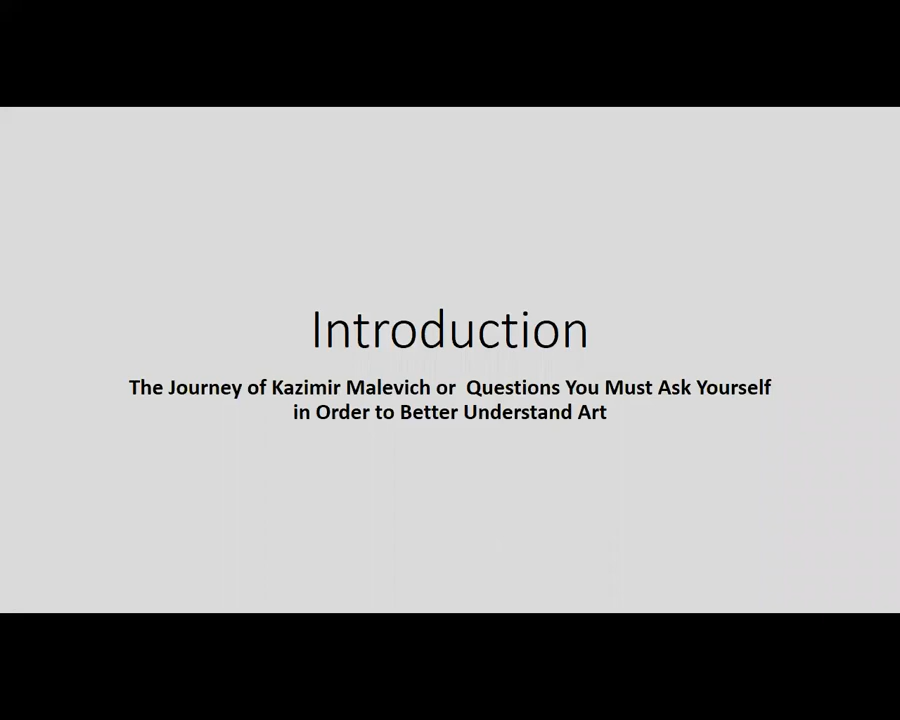 Introduction
The Journey of Kazimir Malevich or  Questions You Must Ask Yourself
in Order to Better Understand Art